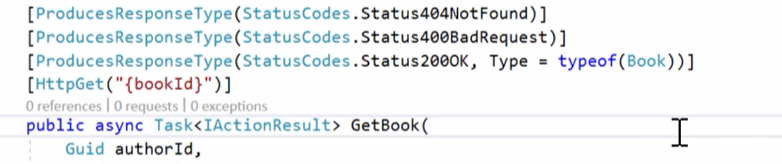 [ProducesResponseType(StatusCodes.Status404NotFound)]
[ProducesResponseType(StatusCodes.Status400BadRequest)]
[ProducesResponseType(StatusCodes.Status200OK, Type = typeof(Book))]
[HttpGet("{bookId}")]
0 references | 0 requests | 0 exceptions
public async Task<IActionResult> GetBook(
Guid authorId,